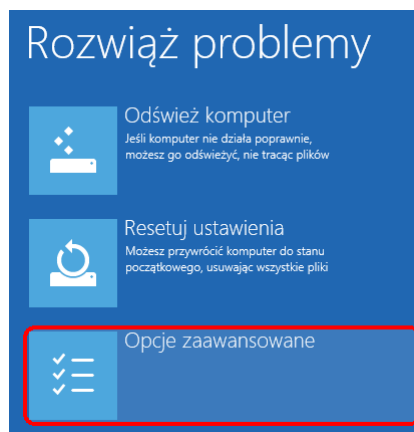 Rozwiąż problemy
Odśwież komputer
Jeśli komputer nie działa poprawnie,
możesz go odświeżyć, nie tracąc plików
Resetuj ustawienia
Możesz przywrócić komputer do stanu
początkowego, usuwając wszystkie pliki
Opcje zaawansowane